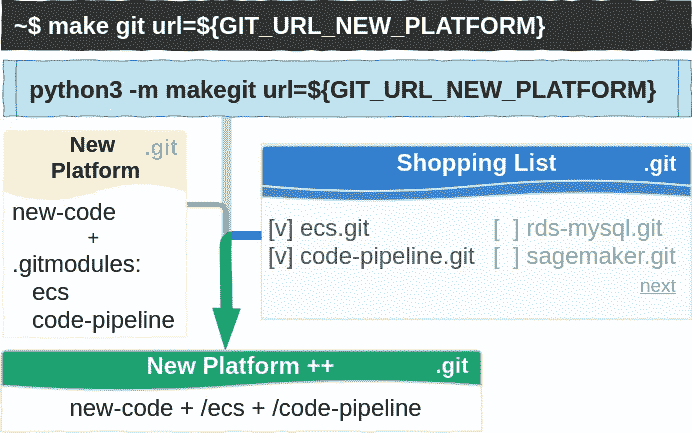 ~$ make git url=${GIT_URL_NEW_PLATFORM}
python3 -m makegit url=${GIT_URL_NEW_PLATFORM}
New
Platform
.git
new-code
+
.gitmodules:
ecs
code-pipeline
Shopping List .git
[v] ecs.git [ ] rds-mysql.git
[v] code-pipeline.git [ ] sagemaker.git
next
New Platform ++ .git
new-code + /ecs + /code-pipeline